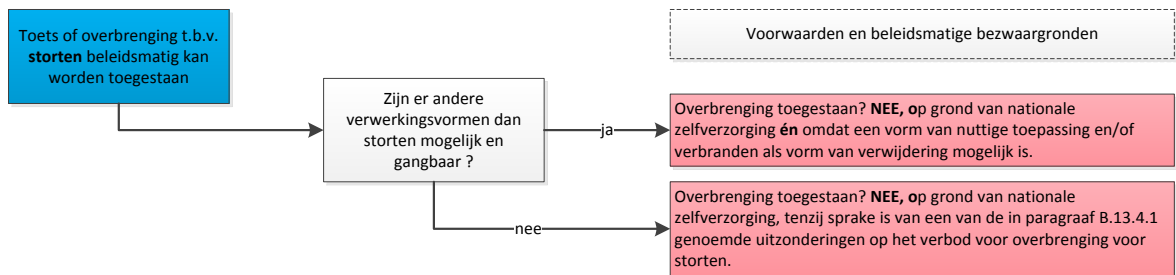 Toets of overbrenging t.b.v.
storten beleidsmatig kan
worden toegestaan
Voorwaarden en beleidsmatige bezwaargronden
Zijn er andere
verwerkingsvormen dan
storten mogelijk en
gangbaar ?
ja
Overbrenging toegestaan? NEE, op grond van nationale
zelfverzorging én omdat een vorm van nuttige toepassing en/of
verbranden als vorm van verwijdering mogelijk is.
nee
Overbrenging toegestaan? NEE, op grond van nationale
zelfverzorging, tenzij sprake is van een van de in paragraaf B.13.4.1
genoemde uitzonderingen op het verbod voor overbrenging voor
storten.